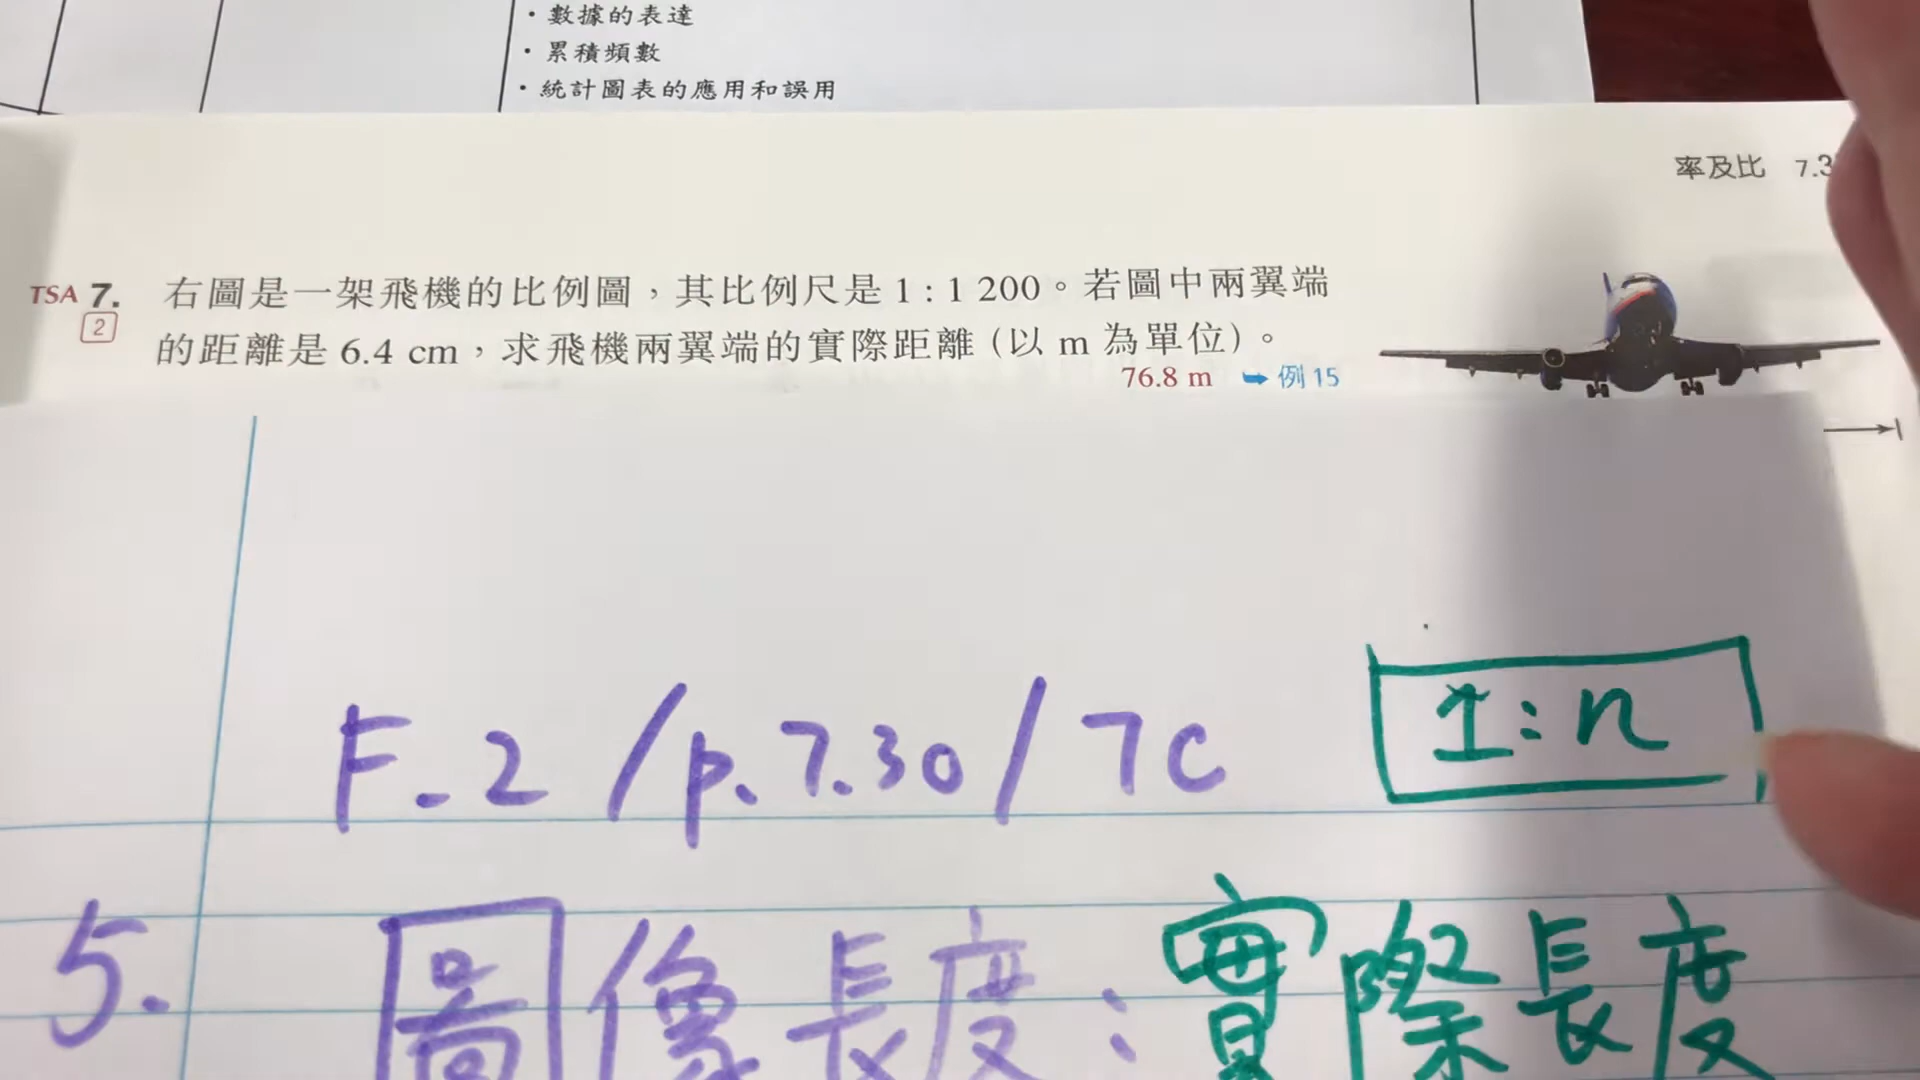 • 數據的表達
• 累積頻數
• 統計圖表的應用和誤用
率及比 7.3
TSA 7. 右圖是一架飛機的比例圖，其比例尺是 1 : 1 200。若圖中兩翼端
2 的距離是 6.4 cm，求飛機兩翼端的實際距離（以 m 為單位）。
76.8 m ➥ 例 15
F.2 / p.7.30 / 7C 1:n
5. 圖像長度：實際長度